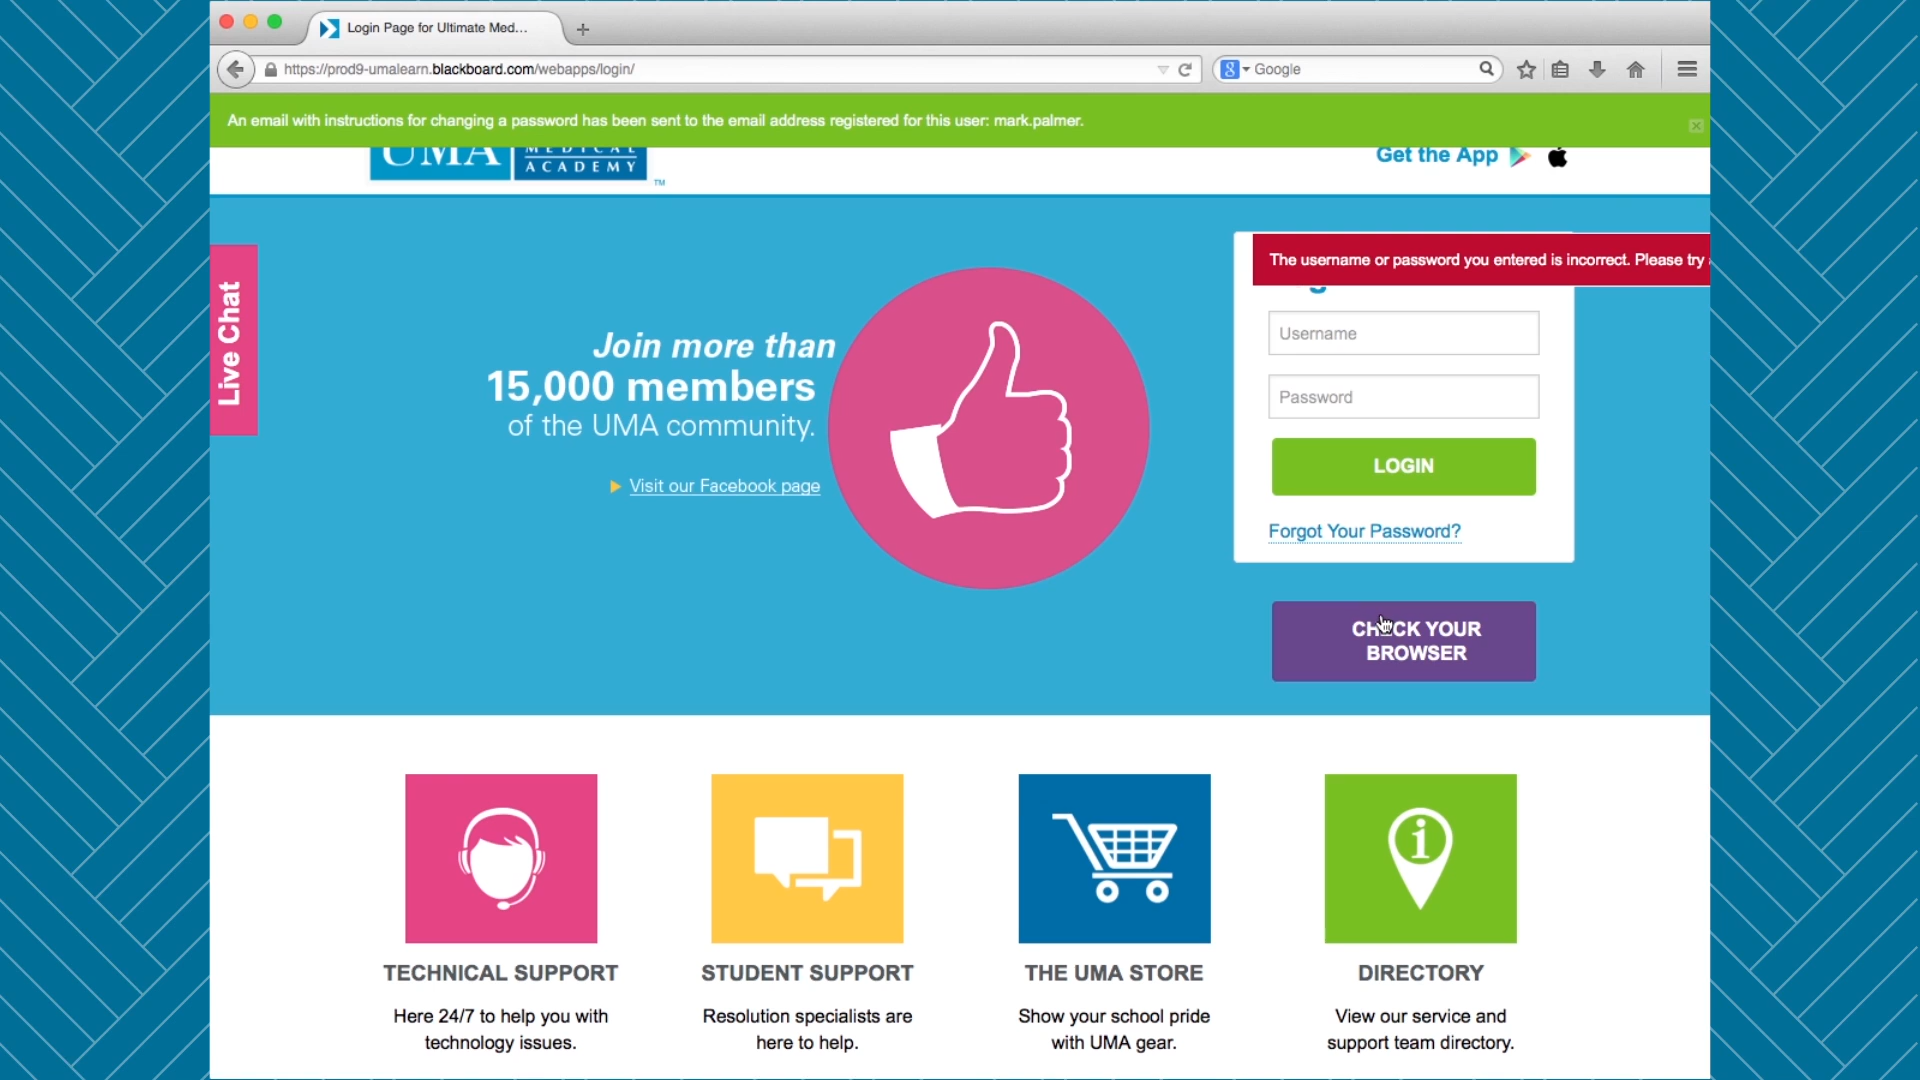 Login Page for Ultimate Med...
https://prod9-umalearn.blackboard.com/webapps/login/
Google
An email with instructions for changing a password has been sent to the email address registered for this user: mark.palmer.
UMA
MEDICAL
ACADEMY
TM
Get the App
The username or password you entered is incorrect. Please try
Live Chat
Username
Join more than
15,000 members
of the UMA community.
Password
LOGIN
Visit our Facebook page
Forgot Your Password?
CHECK YOUR
BROWSER
TECHNICAL SUPPORT
Here 24/7 to help you with
technology issues.
STUDENT SUPPORT
Resolution specialists are
here to help.
THE UMA STORE
Show your school pride
with UMA gear.
DIRECTORY
View our service and
support team directory.